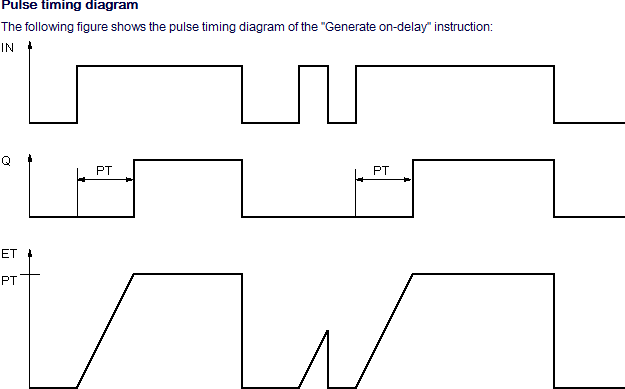 Pulse timing diagram
The following figure shows the pulse timing diagram of the "Generate on-delay" instruction:
IN
Q
PT
PT
ET
PT